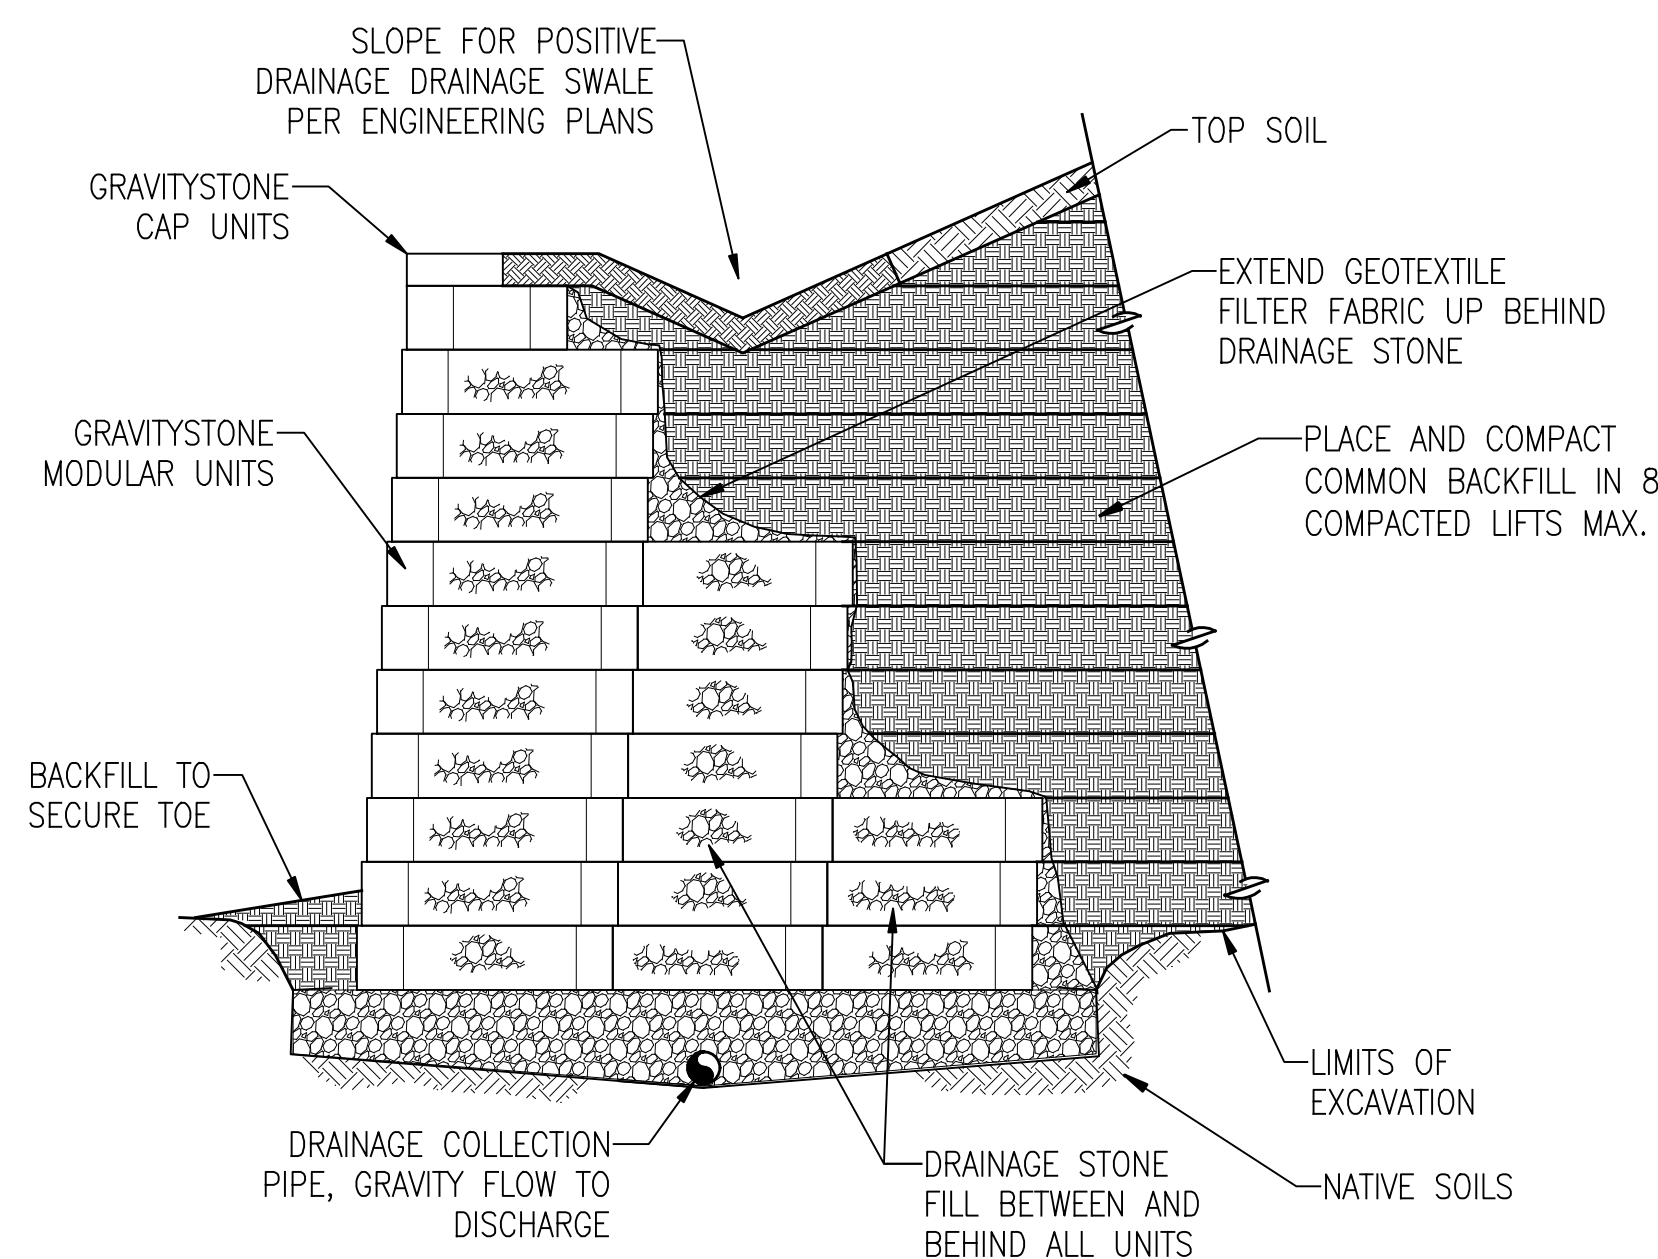 SLOPE FOR POSITIVE
DRAINAGE DRAINAGE SWALE
PER ENGINEERING PLANS
TOP SOIL
GRAVITYSTONE
CAP UNITS
EXTEND GEOTEXTILE
FILTER FABRIC UP BEHIND
DRAINAGE STONE
GRAVITYSTONE
MODULAR UNITS
PLACE AND COMPACT
COMMON BACKFILL IN 8
COMPACTED LIFTS MAX.
BACKFILL TO
SECURE TOE
LIMITS OF
EXCAVATION
DRAINAGE COLLECTION
PIPE, GRAVITY FLOW TO
DISCHARGE
DRAINAGE STONE
FILL BETWEEN AND
BEHIND ALL UNITS
NATIVE SOILS